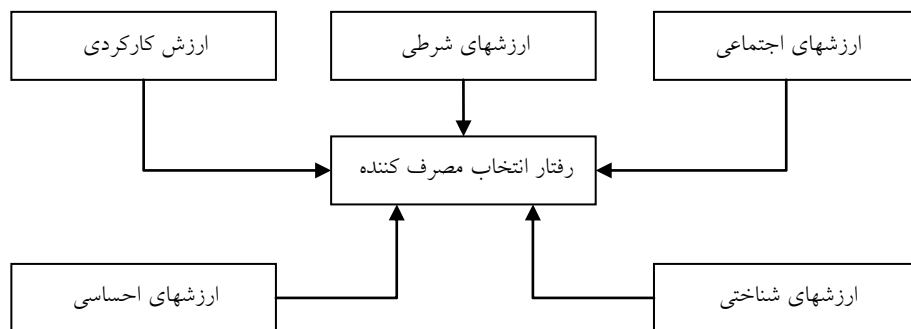 ارزشهای اجتماعی
ارزشهای شرطی
ارزش کارکردی
رفتار انتخاب مصرف کننده
ارزشهای شناختی
ارزشهای احساسی